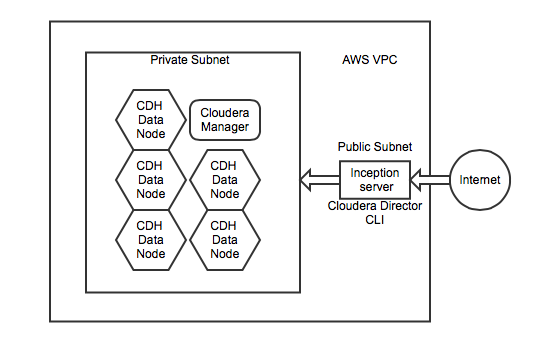 Private Subnet
AWS VPC
CDH
Data
Node
Cloudera
Manager
CDH
Data
Node
CDH
Data
Node
CDH
Data
Node
CDH
Data
Node
Public Subnet
Inception
server
Cloudera Director
CLI
Internet